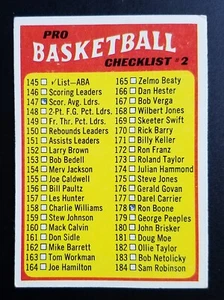 PRO
BASKETBALL
CHECKLIST #2
145 ✓List—ABA
146 Scoring Leaders
147 Scor. Avg. Ldrs.
148 2-Pt. F.G. Pct. Ldrs.
149 Fr. Thr. Pct. Ldrs.
150 Rebounds Leaders
151 Assists Leaders
152 Larry Brown
153 Bob Bedell
154 Merv Jackson
155 Joe Caldwell
156 Bill Paultz
157 Les Hunter
158 Charlie Williams
159 Stew Johnson
160 Mack Calvin
161 Don Sidle
162 Mike Barrett
163 Tom Workman
164 Joe Hamilton
165 Zelmo Beaty
166 Dan Hester
167 Bob Verga
168 Wilbert Jones
169 Skeeter Swift
170 Rick Barry
171 Billy Keller
172 Ron Franz
173 Roland Taylor
174 Julian Hammond
175 Steve Jones
176 Gerald Govan
177 Darel Carrier
178 Ron Boone
179 George Peeples
180 John Brisker
181 Doug Moe
182 Ollie Taylor
183 Bob Netolicky
184 Sam Robinson